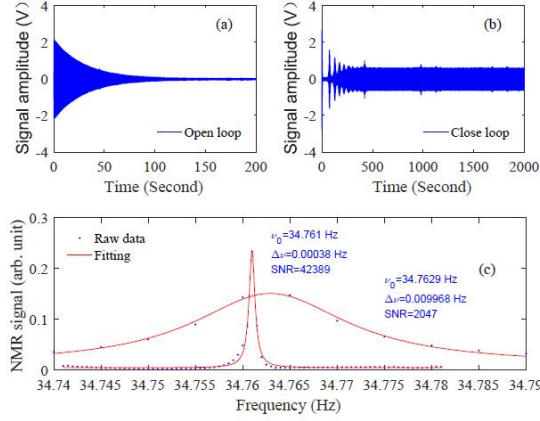 (a)
Signal amplitude (V)
4
2
0
-2
-4
Open loop
0
50
100
150
200
Time (Second)
(b)
Signal amplitude (V)
4
2
0
-2
-4
Close loop
0
500
1000
1500
2000
Time (Second)
(c)
NMR signal (arb. unit)
0.3
0.2
0.1
0
Raw data
Fitting
ν₀=34.761 Hz
Δν=0.00038 Hz
SNR=42389
ν₀=34.7629 Hz
Δν=0.009968 Hz
SNR=2047
34.74 34.745 34.75 34.755 34.76 34.765 34.77 34.775 34.78 34.785 34.79
Frequency (Hz)